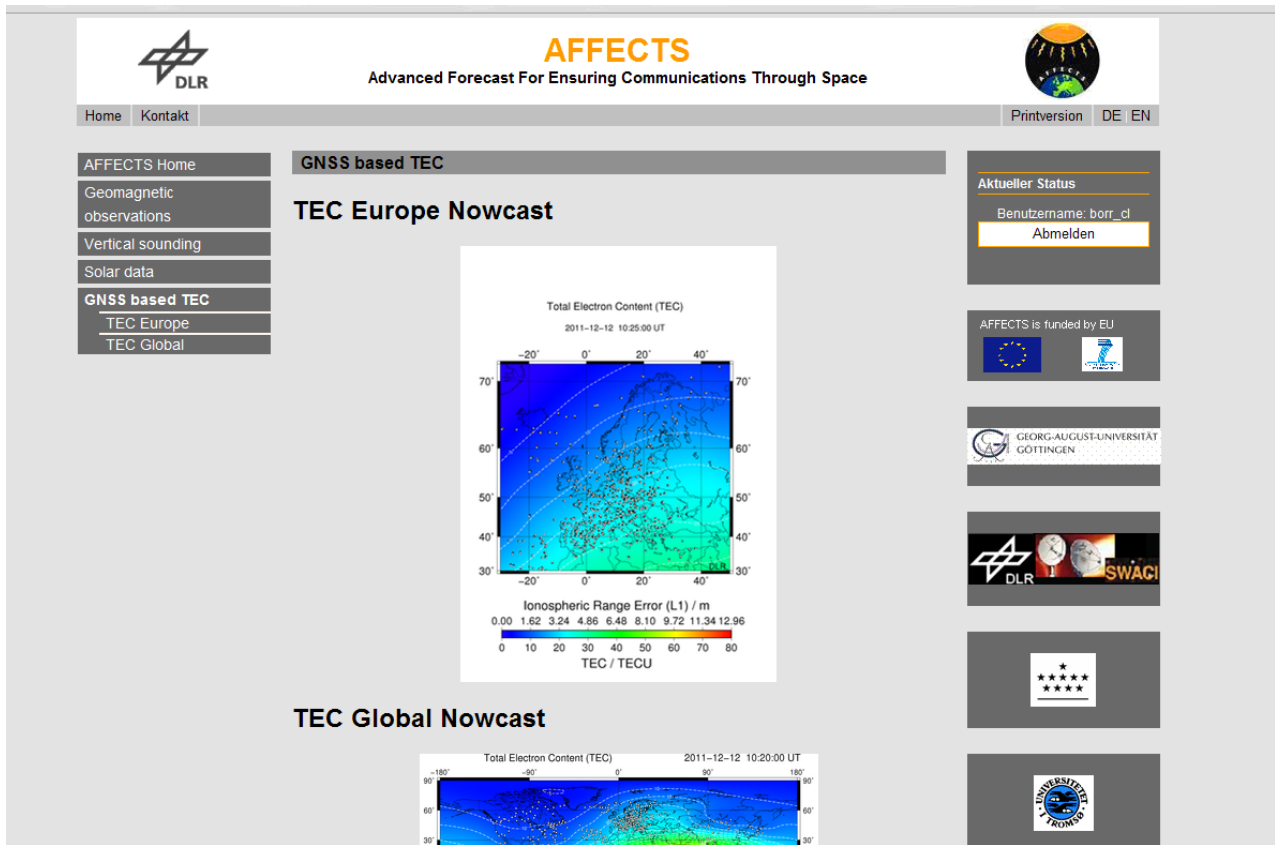 DLR
AFFECTS
Advanced Forecast For Ensuring Communications Through Space
AFFECTS
Home Kontakt
Printversion DE EN
AFFECTS Home
Geomagnetic
observations
Vertical sounding
Solar data
GNSS based TEC
TEC Europe
TEC Global
GNSS based TEC
TEC Europe Nowcast
Total Electron Content (TEC)
2011-12-12 10:25:00 UT
-20° 0° 20° 40°
70° 70°
60° 60°
50° 50°
40° 40°
30° 30°
DLR
-20° 0° 20° 40°
Ionospheric Range Error (L1) / m
0.00 1.62 3.24 4.86 6.48 8.10 9.72 11.34 12.96
0 10 20 30 40 50 60 70 80
TEC / TECU
TEC Global Nowcast
Total Electron Content (TEC) 2011-12-12 10:20:00 UT
-180° -90° 0° 90° 180°
90° 90°
60° 60°
30° 30°
Aktueller Status
Benutzername: borr_cl
Abmelden
AFFECTS is funded by EU
GEORG-AUGUST-UNIVERSITÄT
GÖTTINGEN
DLR
SWACI
UNIVERSITETET
I TROMSØ